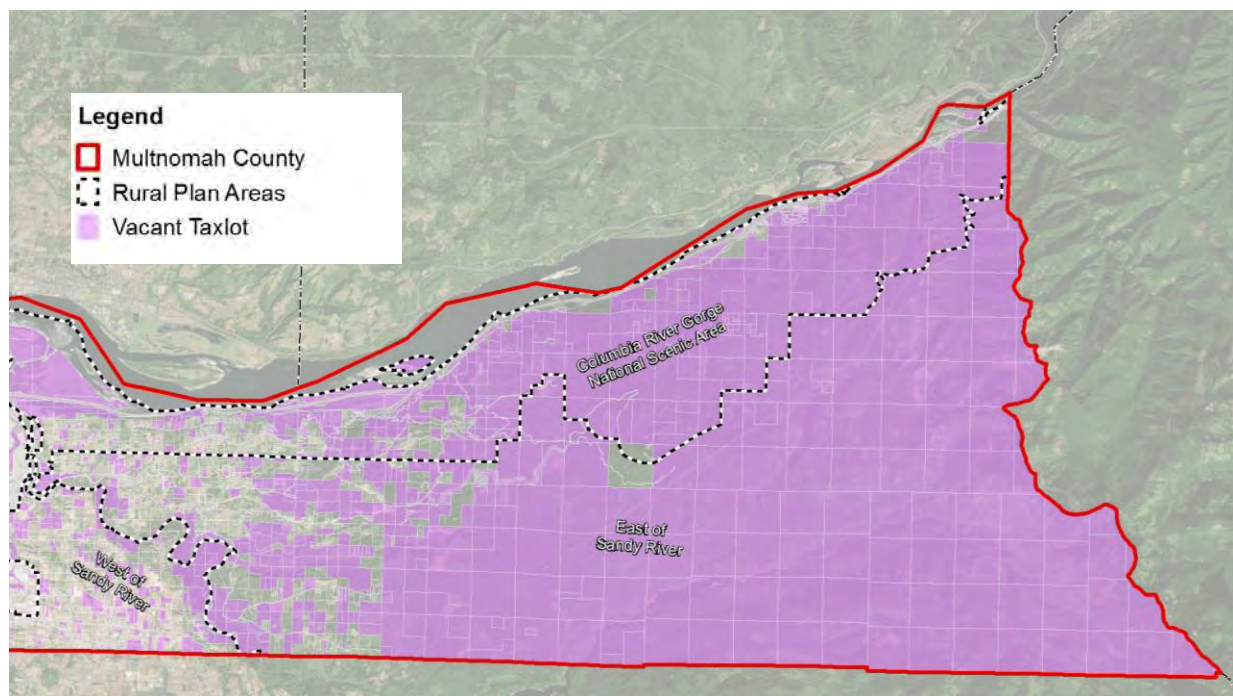 Legend
Multnomah County
Rural Plan Areas
Vacant Taxlot
Columbia River Gorge
National Scenic Area
East of
Sandy River
West of
Sandy River